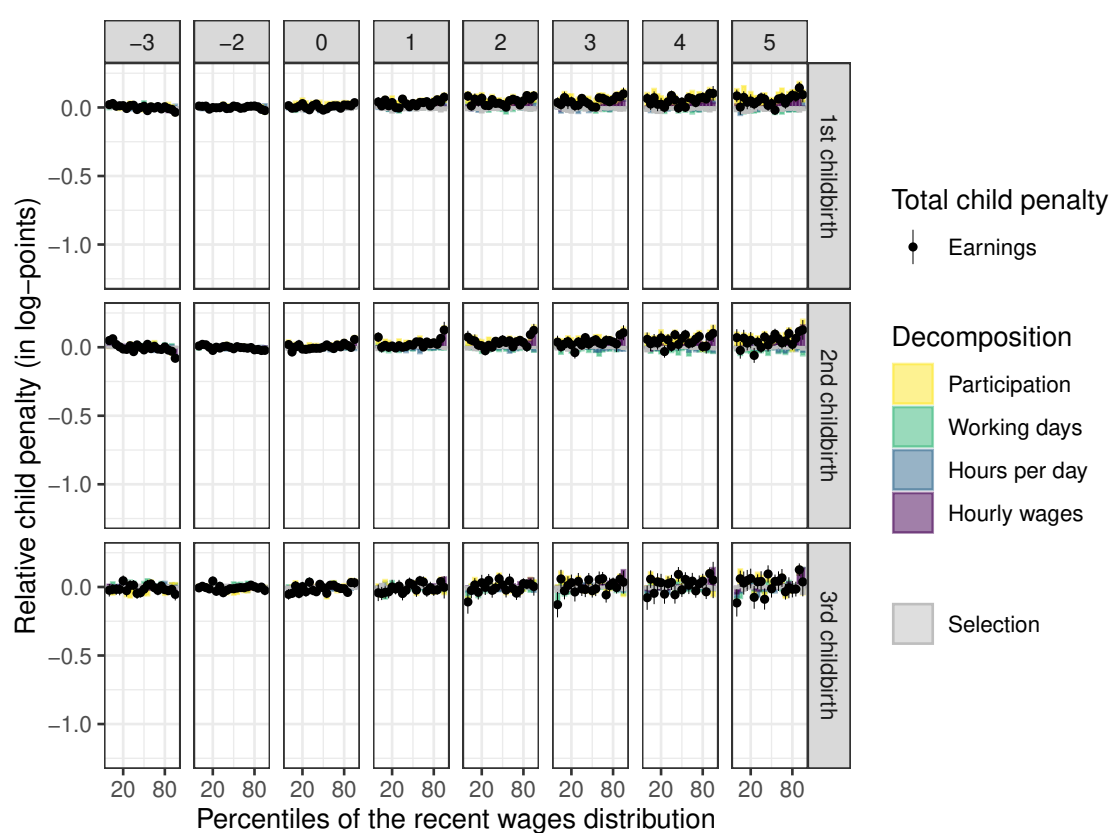 −3 −2 0 1 2 3 4 5
0.0
−0.5
−1.0
1st childbirth
0.0
−0.5
−1.0
2nd childbirth
0.0
−0.5
−1.0
3rd childbirth
20 80 20 80 20 80 20 80 20 80 20 80 20 80 20 80
Percentiles of the recent wages distribution
Relative child penalty (in log−points)
Total child penalty
Earnings
Decomposition
Participation
Working days
Hours per day
Hourly wages
Selection